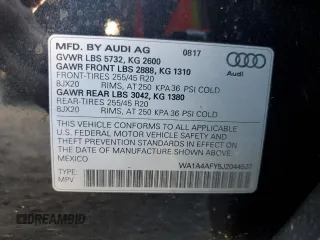 MFD. BY AUDI AG 0817
GVWR LBS 5732, KG 2600
GAWR FRONT LBS 2888, KG 1310
FRONT-TIRES 255/45 R20
8JX20 RIMS, AT 250 KPA 36 PSI COLD
GAWR REAR LBS 3042, KG 1380
REAR-TIRES 255/45 R20
8JX20 RIMS, AT 250 KPA 36 PSI COLD
Audi
THIS VEHICLE CONFORMS TO ALL APPLICABLE
U.S. FEDERAL MOTOR VEHICLE SAFETY AND
THEFT PREVENTION STANDARDS IN EFFECT ON
THE DATE OF MANUFACTURE SHOWN ABOVE.
MEXICO
TYPE:
MPV
DREAMBID